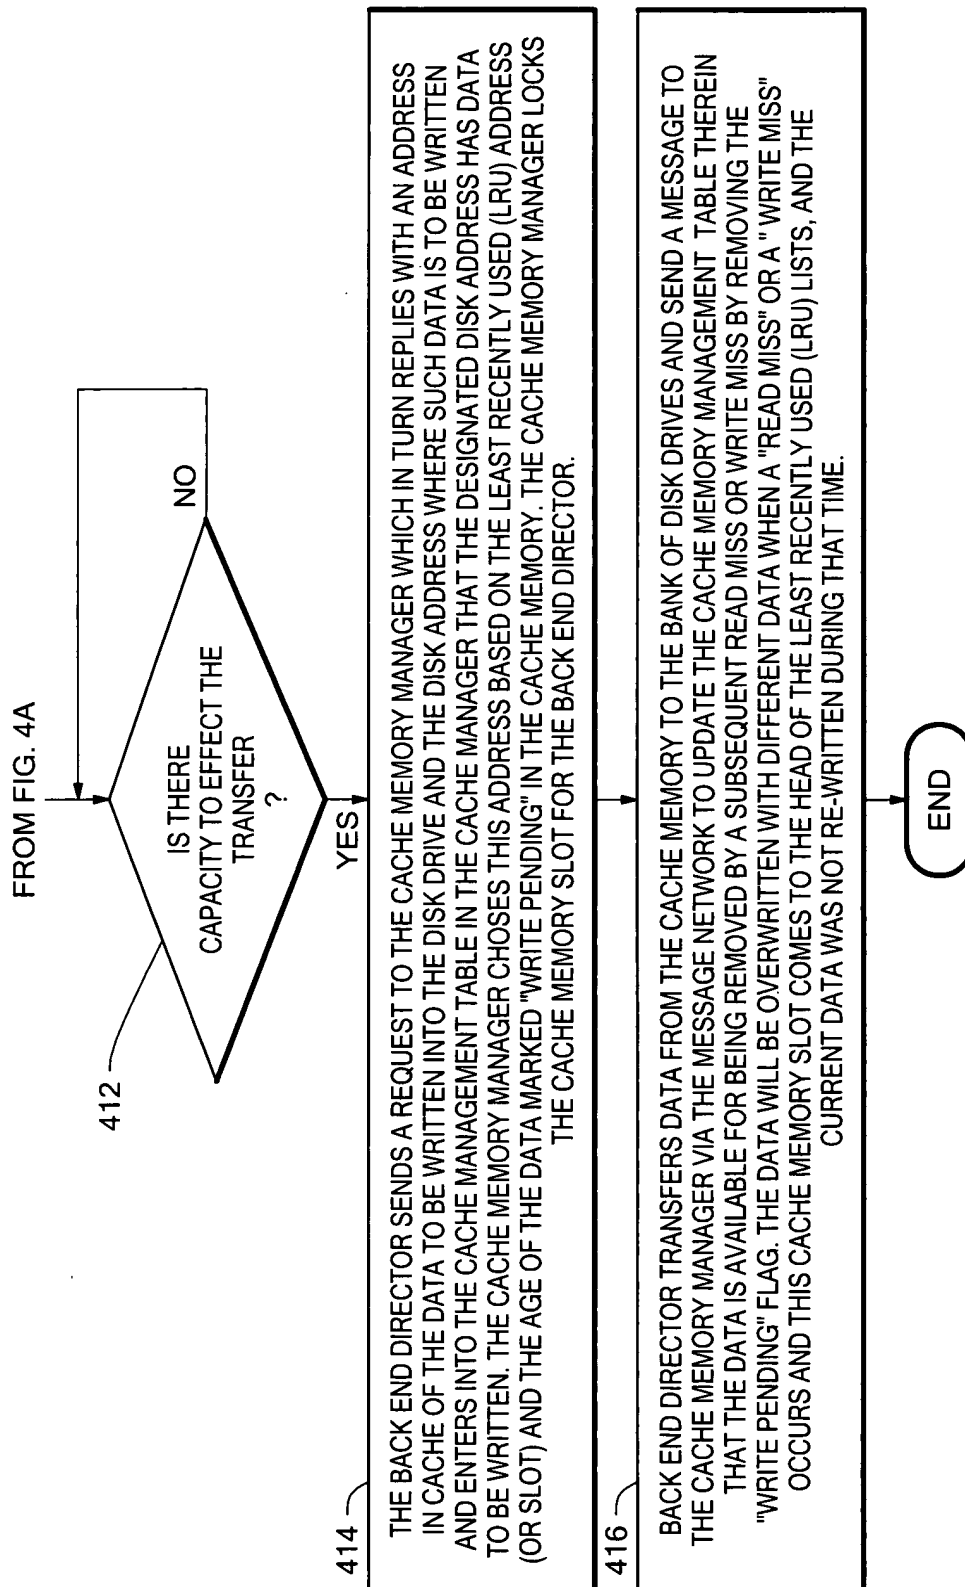 FROM FIG. 4A
412
IS THERE
CAPACITY TO EFFECT THE
TRANSFER
?
NO
YES
414
THE BACK END DIRECTOR SENDS A REQUEST TO THE CACHE MEMORY MANAGER WHICH IN TURN REPLIES WITH AN ADDRESS
IN CACHE OF THE DATA TO BE WRITTEN INTO THE DISK DRIVE AND THE DISK ADDRESS WHERE SUCH DATA IS TO BE WRITTEN
AND ENTERS INTO THE CACHE MANAGEMENT TABLE IN THE CACHE MANAGER THAT THE DESIGNATED DISK ADDRESS HAS DATA
TO BE WRITTEN. THE CACHE MEMORY MANAGER CHOSES THIS ADDRESS BASED ON THE LEAST RECENTLY USED (LRU) ADDRESS
(OR SLOT) AND THE AGE OF THE DATA MARKED "WRITE PENDING" IN THE CACHE MEMORY. THE CACHE MEMORY MANAGER LOCKS
THE CACHE MEMORY SLOT FOR THE BACK END DIRECTOR.
416
BACK END DIRECTOR TRANSFERS DATA FROM THE CACHE MEMORY TO THE BANK OF DISK DRIVES AND SEND A MESSAGE TO
THE CACHE MEMORY MANAGER VIA THE MESSAGE NETWORK TO UPDATE THE CACHE MEMORY MANAGEMENT TABLE THEREIN
THAT THE DATA IS AVAILABLE FOR BEING REMOVED BY A SUBSEQUENT READ MISS OR WRITE MISS BY REMOVING THE
"WRITE PENDING" FLAG. THE DATA WILL BE OVERWRITTEN WITH DIFFERENT DATA WHEN A "READ MISS" OR A " WRITE MISS"
OCCURS AND THIS CACHE MEMORY SLOT COMES TO THE HEAD OF THE LEAST RECENTLY USED (LRU) LISTS, AND THE
CURRENT DATA WAS NOT RE-WRITTEN DURING THAT TIME.
END